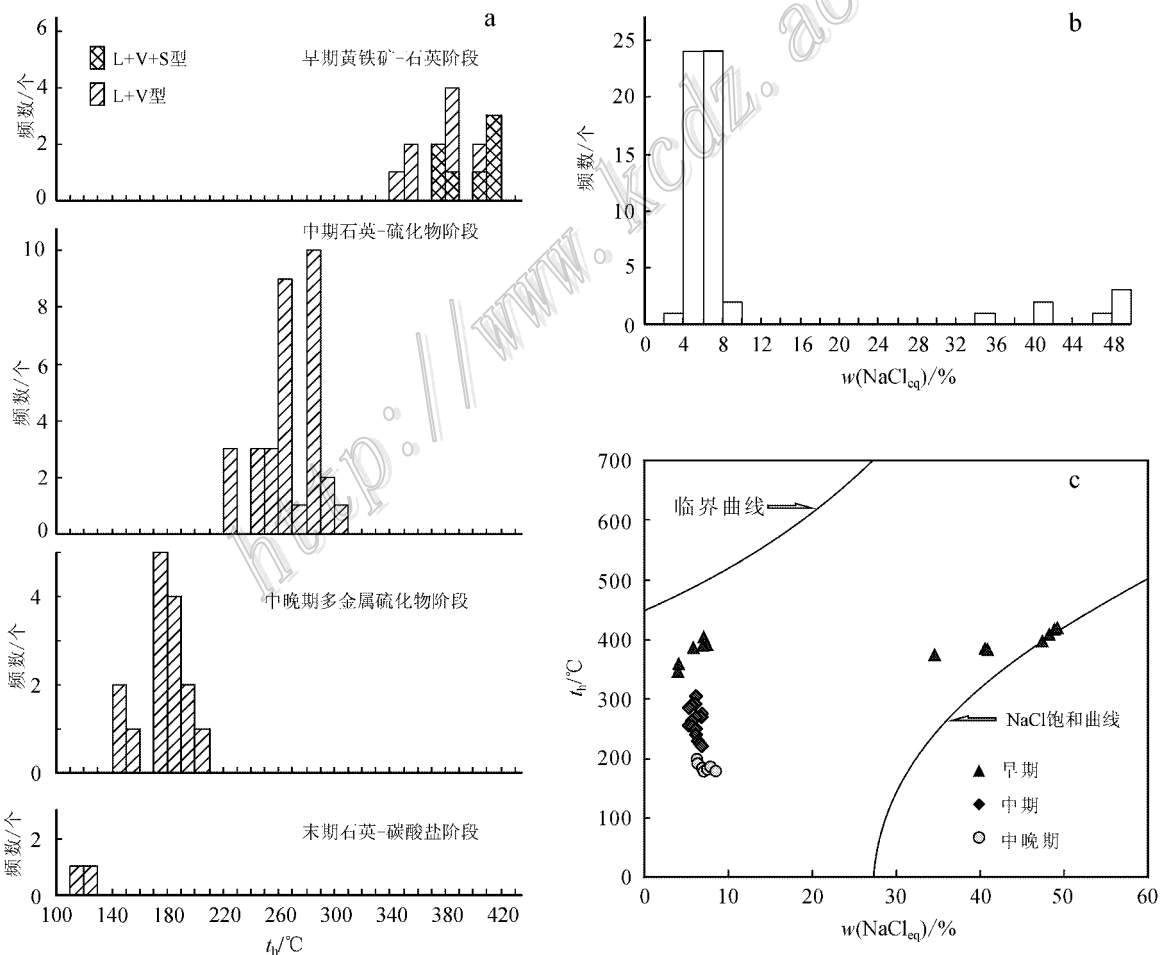 a
6
4
2
0
频数/个
L+V+S型
L+V型
早期黄铁矿-石英阶段
中期石英-硫化物阶段
10
8
6
4
2
0
频数/个
中晚期多金属硫化物阶段
4
2
0
频数/个
末期石英-碳酸盐阶段
2
0
频数/个
100 140 180 220 260 300 340 380 420
th/℃
b
25
20
15
10
5
0
频数/个
0 4 8 12 16 20 24 28 32 36 40 44 48
w(NaCleq)/%
c
700
600
500
400
300
200
100
0
th/℃
临界曲线
NaCl饱和曲线
早期
中期
中晚期
0 10 20 30 40 50 60
w(NaCleq)/%
http://www.kcdz.ac